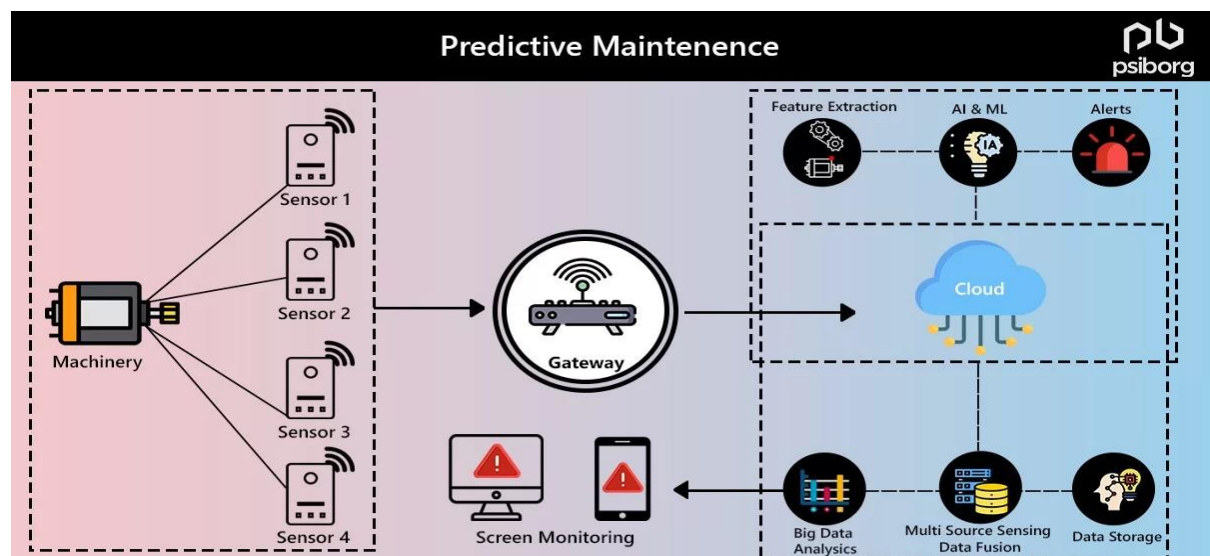 Predictive Maintenence
pb
psiborg
Feature Extraction
AI & ML
Alerts
IA
Sensor 1
Sensor 2
Cloud
Machinery
Gateway
Sensor 3
Sensor 4
Screen Monitoring
Big Data
Analysics
Multi Source Sensing
Data Fusion
Data Storage